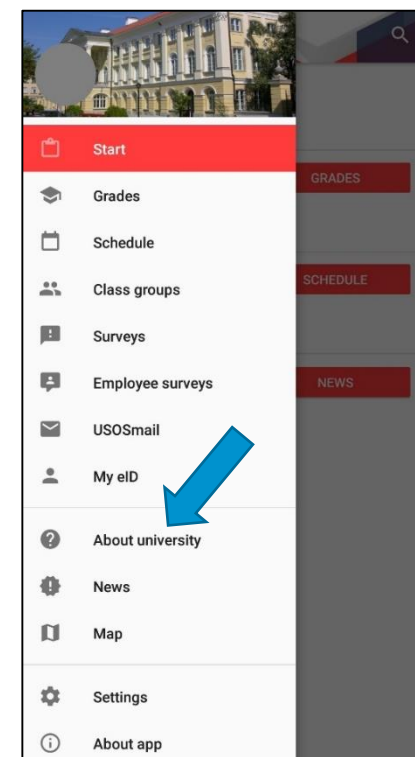 Start
Grades
GRADES
Schedule
Class groups
SCHEDULE
Surveys
Employee surveys
NEWS
USOSmail
My eID
About university
News
Map
Settings
About app